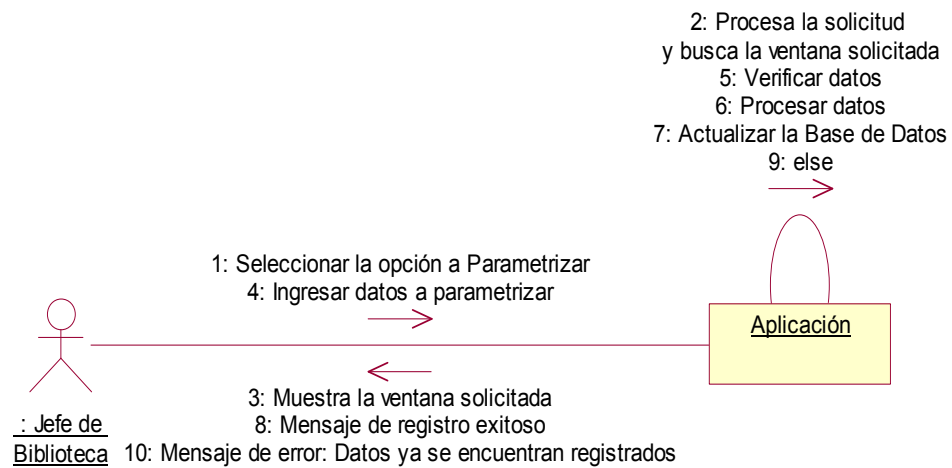 2: Procesa la solicitud
y busca la ventana solicitada
5: Verificar datos
6: Procesar datos
7: Actualizar la Base de Datos
9: else
1: Seleccionar la opción a Parametrizar
4: Ingresar datos a parametrizar
Aplicación
3: Muestra la ventana solicitada
8: Mensaje de registro exitoso
10: Mensaje de error: Datos ya se encuentran registrados
: Jefe de
Biblioteca